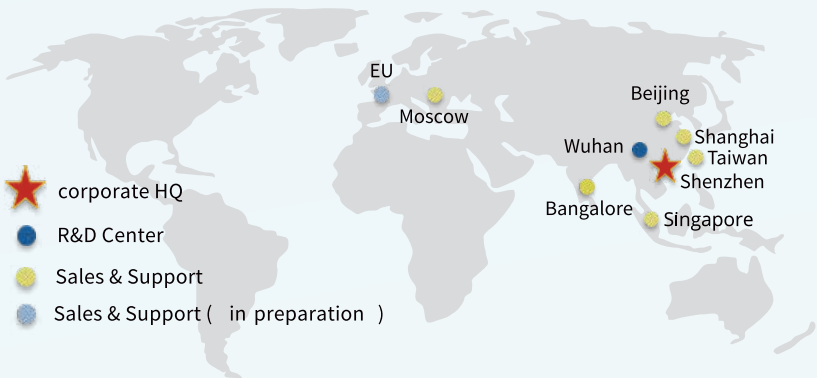 EU
Moscow
Beijing
Shanghai
Wuhan
Taiwan
Shenzhen
Bangalore
Singapore
corporate HQ
R&D Center
Sales & Support
Sales & Support ( in preparation )